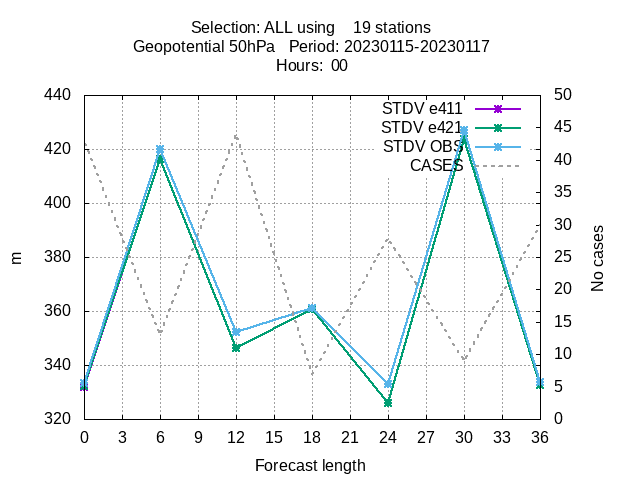 Selection: ALL using    19 stations
Geopotential 50hPa   Period: 20230115-20230117
Hours:  00
440
420
400
380
360
340
320
m
50
45
40
35
30
25
20
15
10
5
0
No cases
STDV e411
STDV e421
STDV OBS
CASES
0 3 6 9 12 15 18 21 24 27 30 33 36
Forecast length